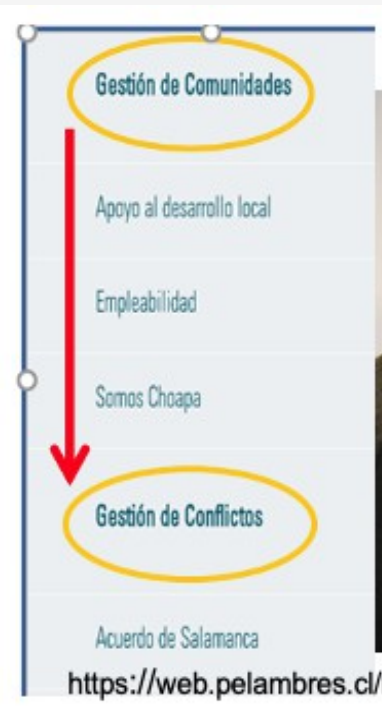 Gestión de Comunidades
Apoyo al desarrollo local
Empleabilidad
Somos Choapa
Gestión de Conflictos
Acuerdo de Salamanca
https://web.pelambres.cl/